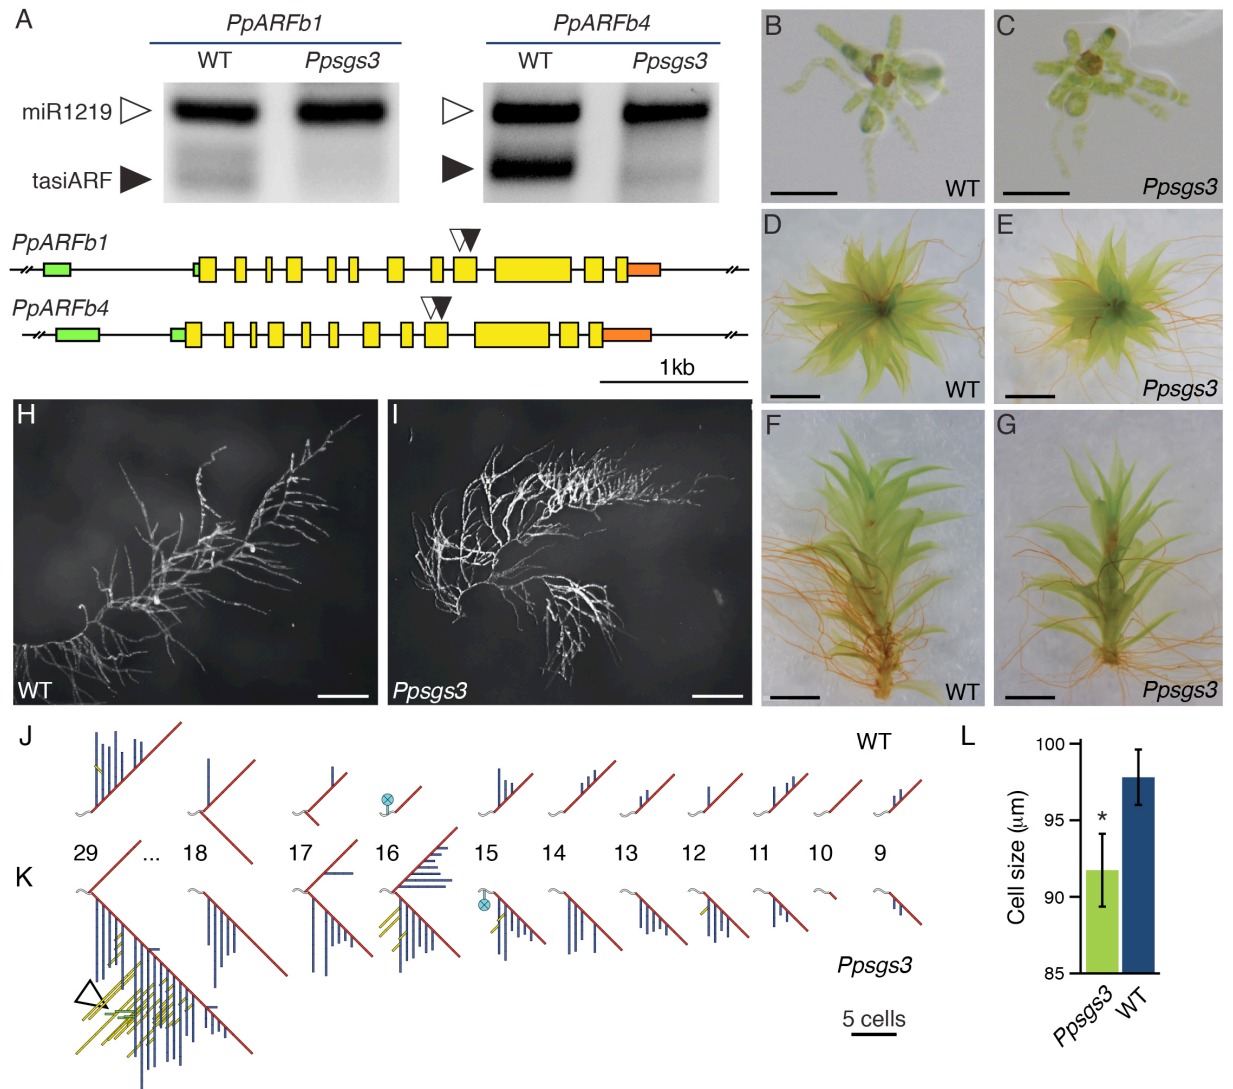 A
PpARFb1
PpARFb4
WT
Ppsgs3
WT
Ppsgs3
miR1219
tasiARF
PpARFb1
PpARFb4
1kb
B
WT
C
Ppsgs3
D
WT
E
Ppsgs3
F
WT
G
Ppsgs3
H
WT
I
Ppsgs3
J
WT
29 ... 18 17 16 15 14 13 12 11 10 9
K
Ppsgs3
5 cells
L
Cell size (μm)
100
95
90
85
*
Ppsgs3
WT